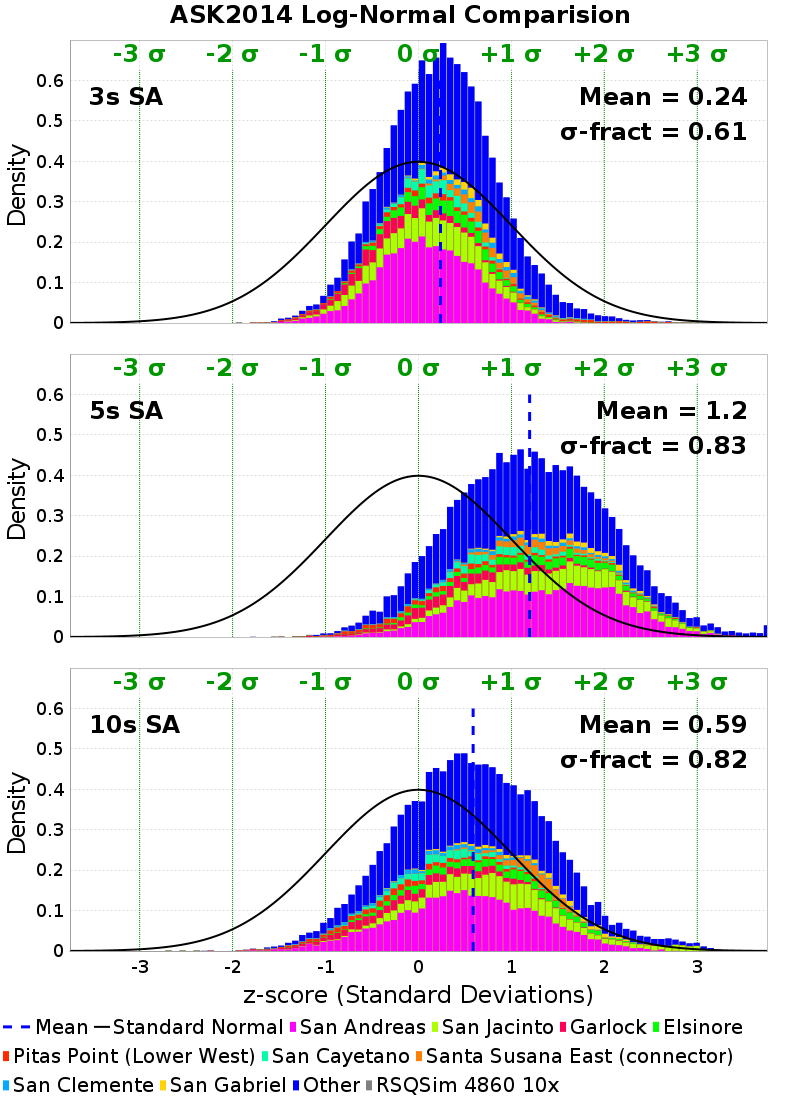 ASK2014 Log-Normal Comparision
-3 σ -2 σ -1 σ 0 σ +1 σ +2 σ +3 σ
3s SA
Mean = 0.24
σ-fract = 0.61
Density
0.6
0.5
0.4
0.3
0.2
0.1
0
-3 σ -2 σ -1 σ 0 σ +1 σ +2 σ +3 σ
5s SA
Mean = 1.2
σ-fract = 0.83
Density
0.6
0.5
0.4
0.3
0.2
0.1
0
-3 σ -2 σ -1 σ 0 σ +1 σ +2 σ +3 σ
10s SA
Mean = 0.59
σ-fract = 0.82
Density
0.6
0.5
0.4
0.3
0.2
0.1
0
-3 -2 -1 0 1 2 3
z-score (Standard Deviations)
Mean Standard Normal San Andreas San Jacinto Garlock Elsinore
Pitas Point (Lower West) San Cayetano Santa Susana East (connector)
San Clemente San Gabriel Other RSQSim 4860 10x